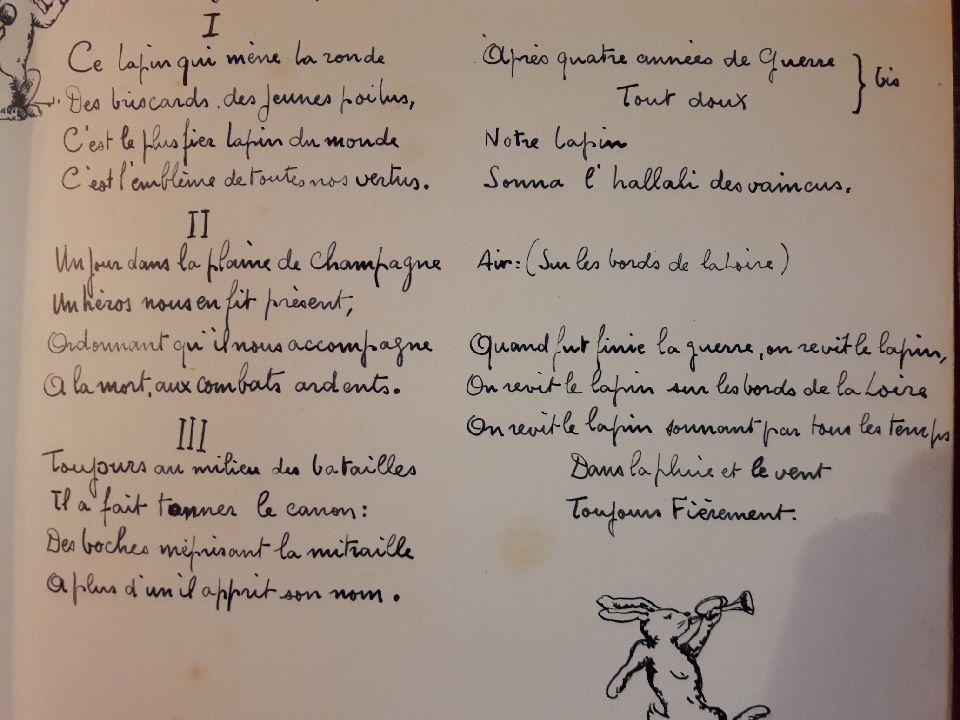 I
Ce lapin qui mène la ronde
Des briscards, des jeunes poilus,
C'est le plus fier lapin du monde
C'est l'emblème de toutes nos vertus.
II
Un jour dans la plaine de Champagne
Un héros nous en fit présent,
Ordonnant qu'il nous accompagne
A la mort, aux combats ardents.
III
Toujours au milieu des batailles
Il a fait tonner le canon :
Des boches méprisant la mitraille
A plus d'un il apprit son nom.
Après quatre années de Guerre } bis
Tout doux
Notre lapin
Sonna l'hallali des vaincus.
Air : (Sur les bords de la Loire)
Quand fut finie la guerre, on revit le lapin,
On revit le lapin sur les bords de la Loire
On revit le lapin sonnant par tous les temps
Dans la pluie et le vent
Toujours Fièrement.